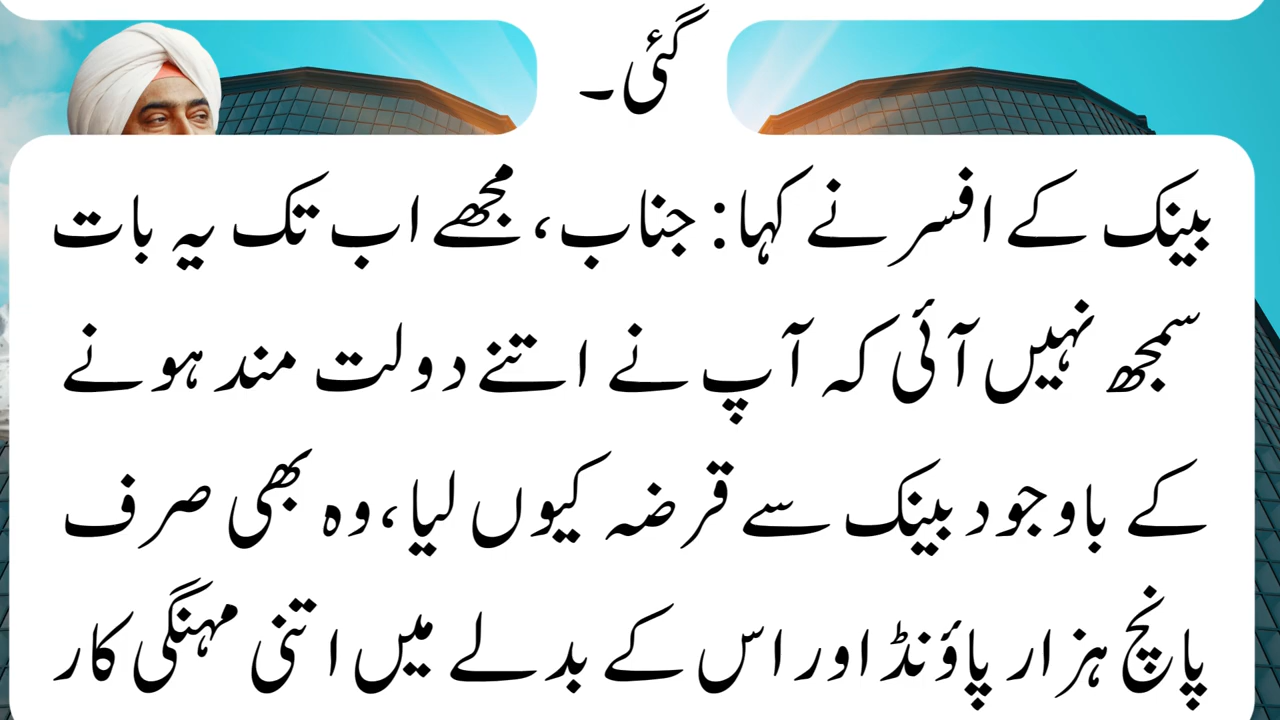 گئی۔
بینک کے افسر نے کہا: جناب، مجھے اب تک یہ بات
سمجھ نہیں آئی کہ آپ نے اتنے دولت مند ہونے
کے باوجود بینک سے قرضہ کیوں لیا، وہ بھی صرف
پانچ ہزار پاؤنڈ اور اس کے بدلے میں اتنی مہنگی کار